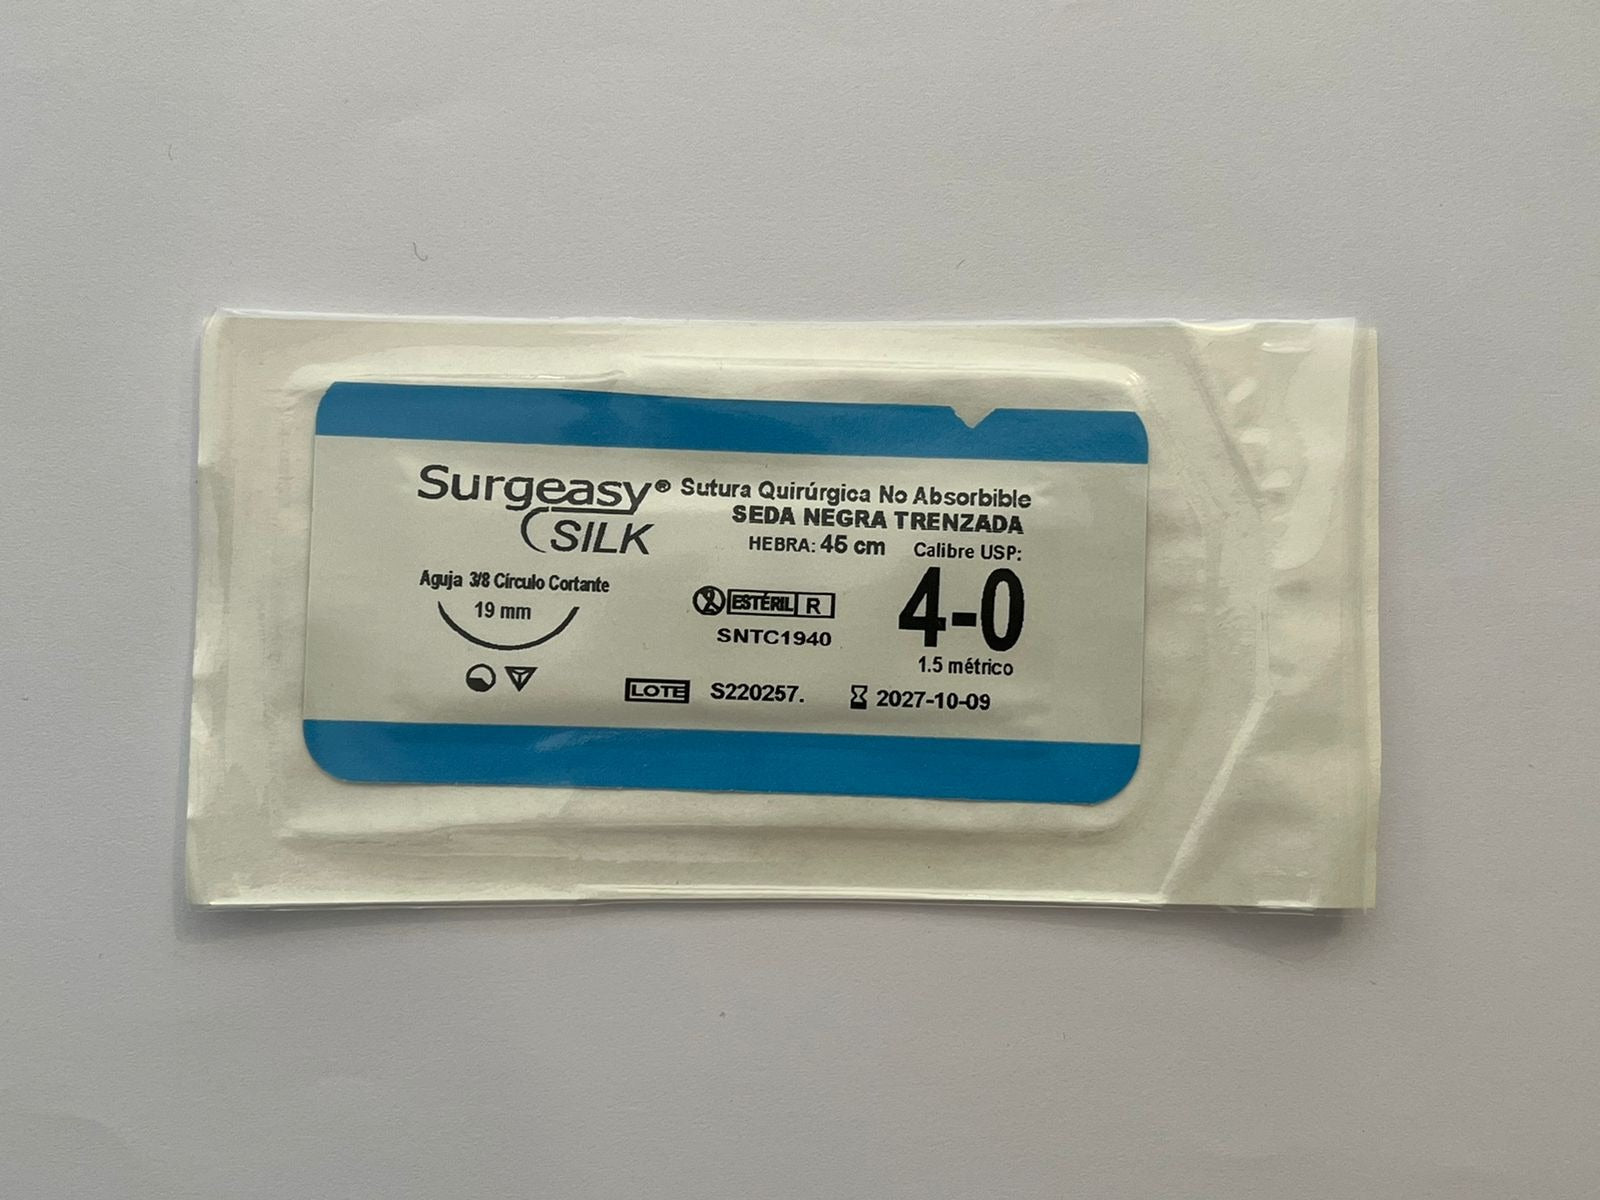 Surgeasy® Sutura Quirúrgica No Absorbible
SILK SEDA NEGRA TRENZADA
HEBRA: 45 cm Calibre USP:
Aguja 3/8 Círculo Cortante
19 mm
ESTÉRIL R
4-0
SNTC1940
1.5 métrico
LOTE S220257.
2027-10-09